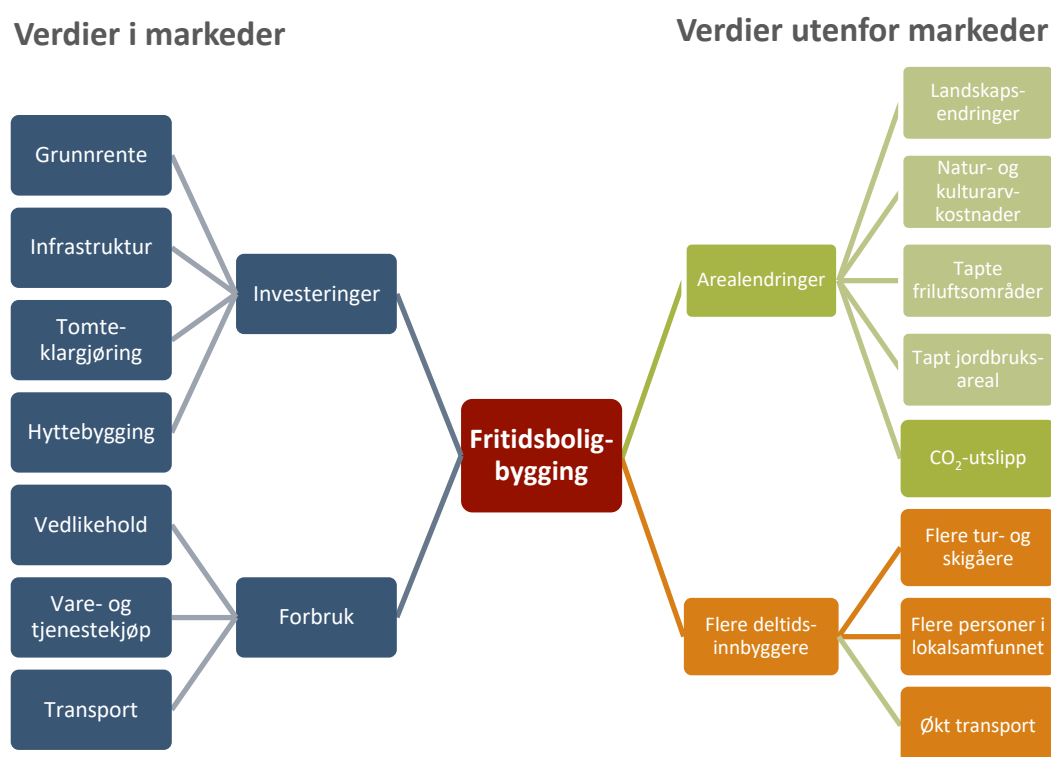 Verdier i markeder
Verdier utenfor markeder
Grunnrente
Infrastruktur
Tomte-
klargjøring
Hyttebygging
Vedlikehold
Vare- og
tjenestekjøp
Transport
Investeringer
Forbruk
Fritidsbolig-
bygging
Arealendringer
Flere deltids-
innbyggere
Landskaps-
endringer
Natur- og
kulturarv-
kostnader
Tapte
friluftsområder
Tapt jordbruks-
areal
CO₂-utslipp
Flere tur- og
skigåere
Flere personer i
lokalsamfunnet
Økt transport